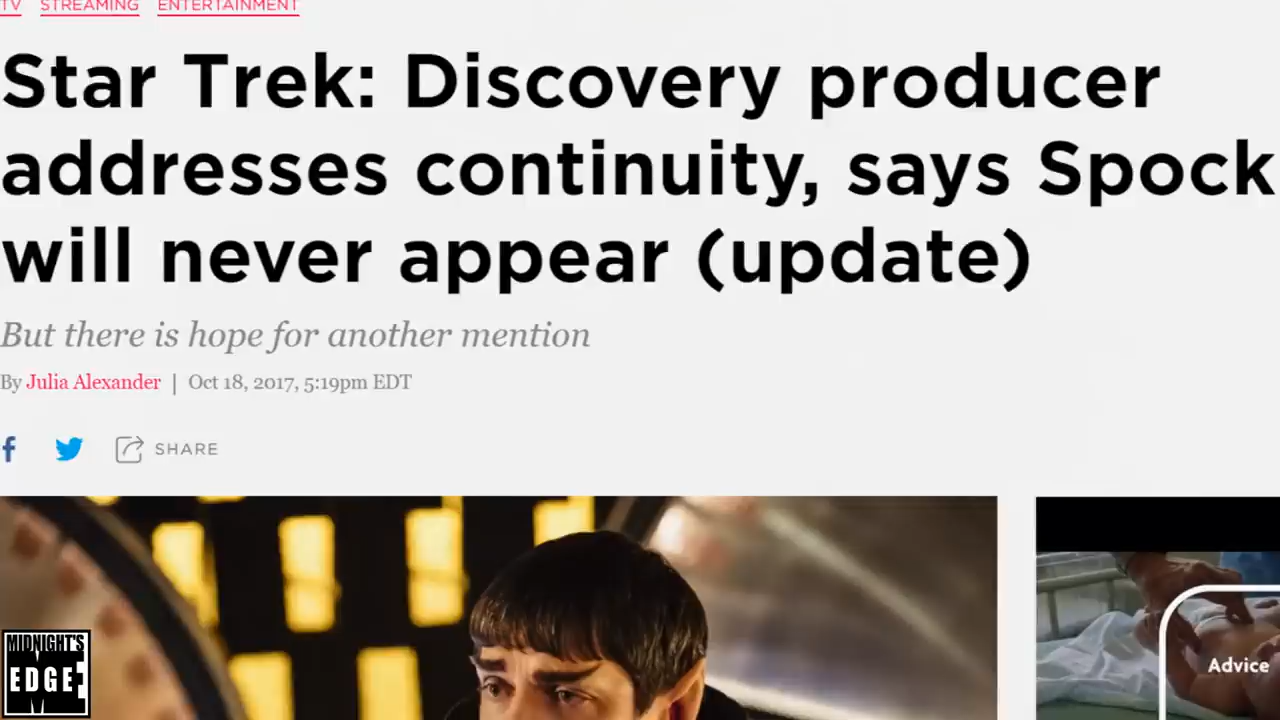 TV STREAMING ENTERTAINMENT
Star Trek: Discovery producer
addresses continuity, says Spock
will never appear (update)
But there is hope for another mention
By Julia Alexander | Oct 18, 2017, 5:19pm EDT
f SHARE
MIDNIGHT'S
EDGE
Advice